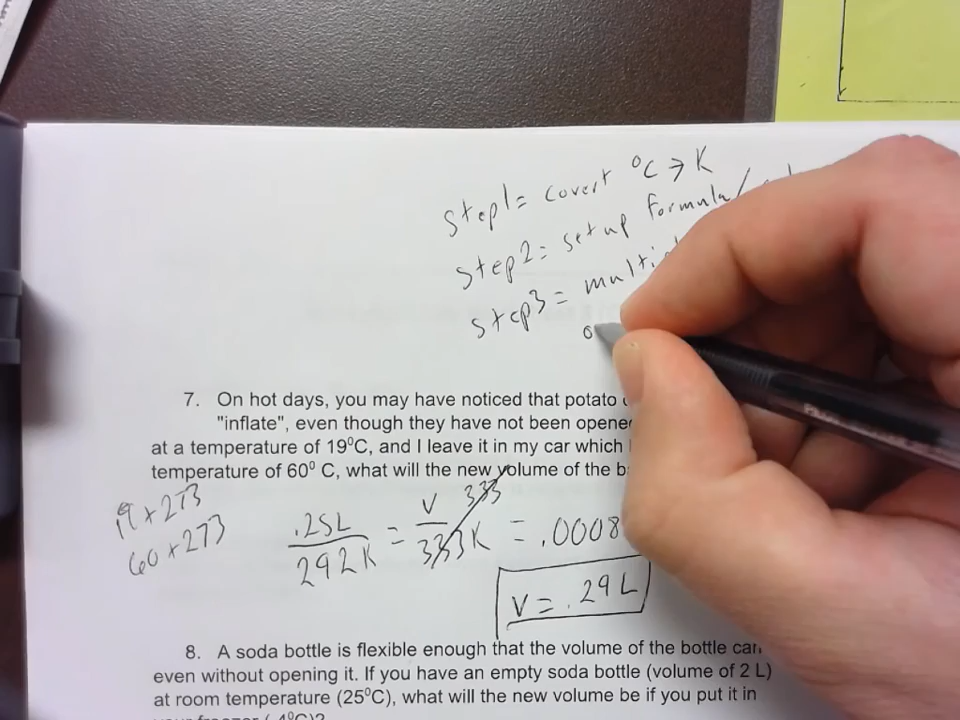 step1= covert °C → K
step2= setup formula/
step3=
7. On hot days, you may have noticed that potato
"inflate", even though they have not been opene
at a temperature of 19°C, and I leave it in my car which
temperature of 60° C, what will the new volume of the b
19+273
60+273
.25L / 292K = V / 333K 333 = .0008
V = .29L
8. A soda bottle is flexible enough that the volume of the bottle can
even without opening it. If you have an empty soda bottle (volume of 2 L)
at room temperature (25°C), what will the new volume be if you put it in
your freezer (-4°C)?